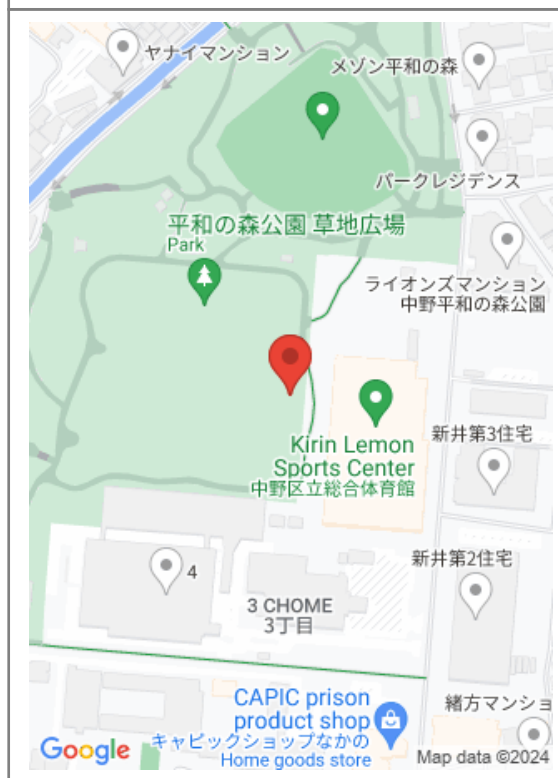 ヤナイマンション
メゾン平和の森
パークレジデンス
平和の森公園 草地広場
Park
ライオンズマンション
中野平和の森公園
Kirin Lemon
Sports Center
中野区立総合体育館
新井第3住宅
4
新井第2住宅
3 CHOME
3丁目
CAPIC prison
product shop
キャピックショップなかの
Home goods store
緒方マンショ
Google
Map data ©2024